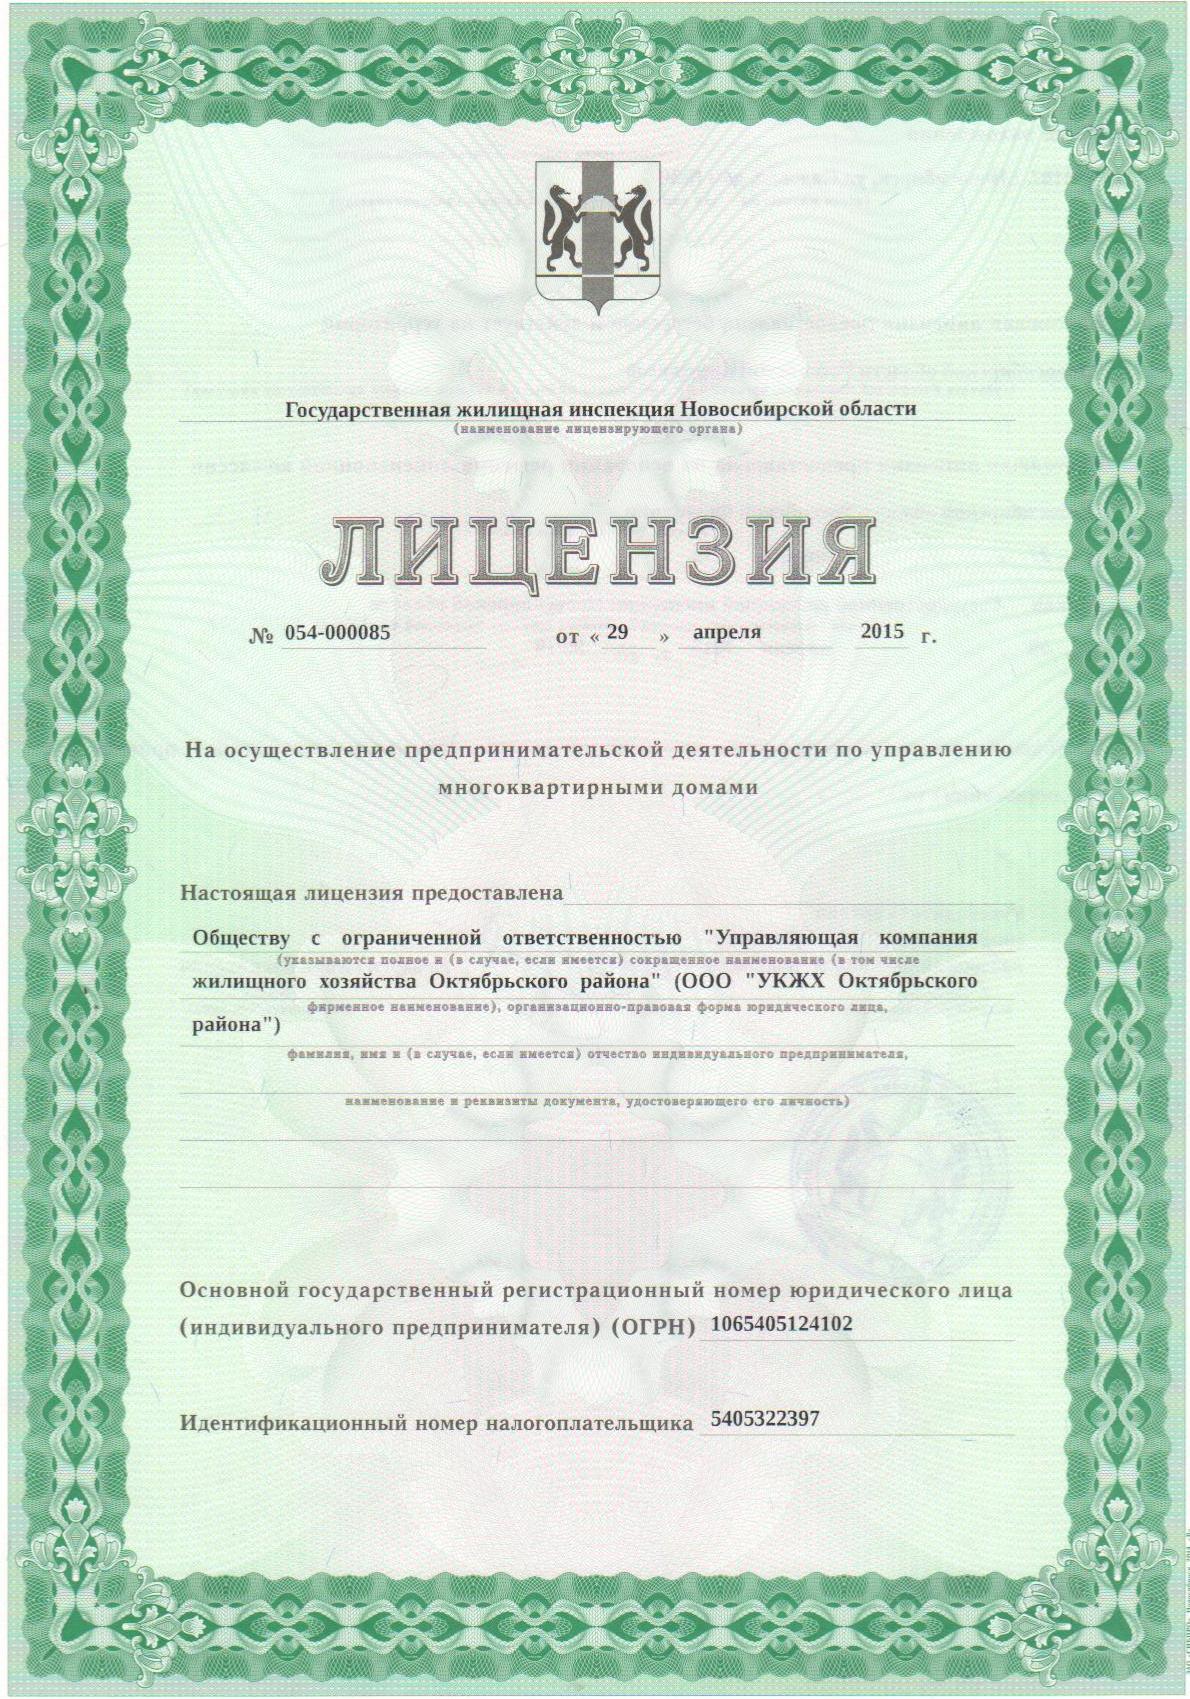 Государственная жилищная инспекция Новосибирской области
(наименование лицензирующего органа)
ЛИЦЕНЗИЯ
№ 054-000085 от « 29 » апреля 2015 г.
На осуществление предпринимательской деятельности по управлению
многоквартирными домами
Настоящая лицензия предоставлена
Обществу с ограниченной ответственностью "Управляющая компания
(указываются полное и (в случае, если имеется) сокращенное наименование (в том числе
жилищного хозяйства Октябрьского района" (ООО "УКЖХ Октябрьского
фирменное наименование), организационно-правовая форма юридического лица,
района")
фамилия, имя и (в случае, если имеется) отчество индивидуального предпринимателя,
наименование и реквизиты документа, удостоверяющего его личность)
Основной государственный регистрационный номер юридического лица
(индивидуального предпринимателя) (ОГРН) 1065405124102
Идентификационный номер налогоплательщика 5405322397